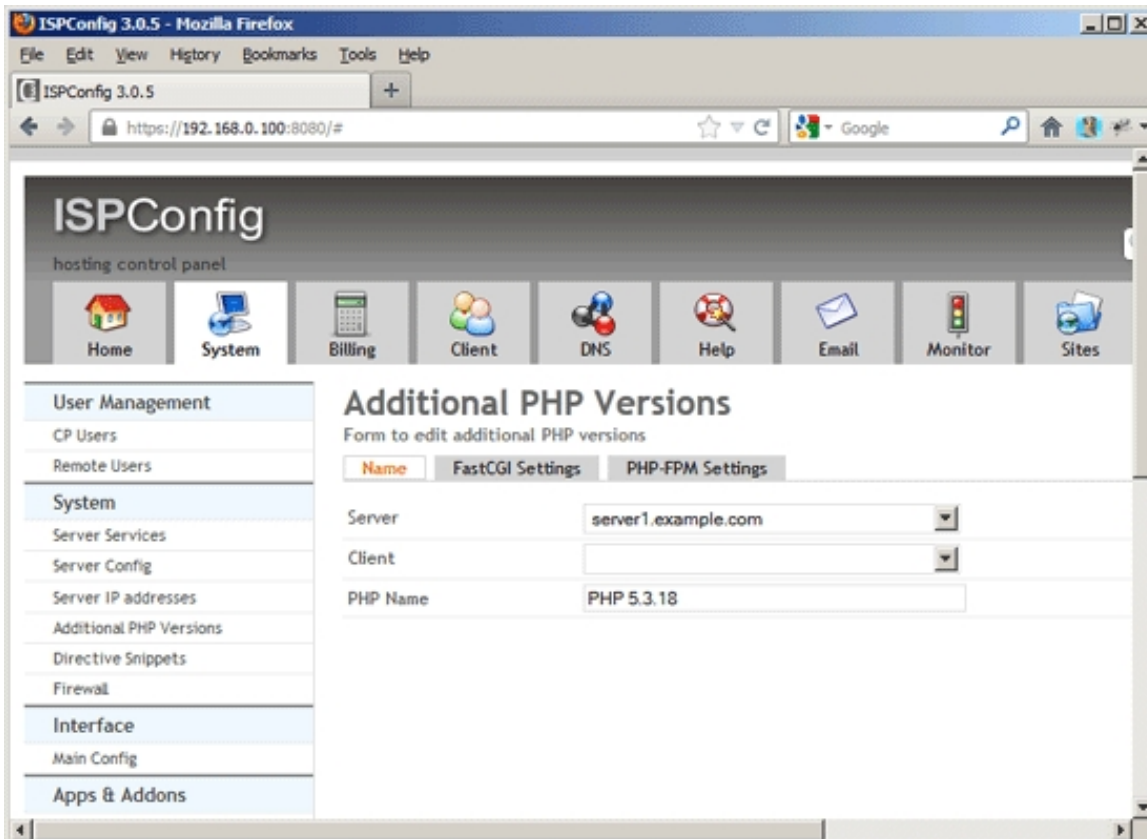 ISPConfig 3.0.5 - Mozilla Firefox
File Edit View History Bookmarks Tools Help
ISPConfig 3.0.5 +
https://192.168.0.100:8080/# Google
ISPConfig
hosting control panel
Home System Billing Client DNS Help Email Monitor Sites
User Management
CP Users
Remote Users
System
Server Services
Server Config
Server IP addresses
Additional PHP Versions
Directive Snippets
Firewall
Interface
Main Config
Apps & Addons
Additional PHP Versions
Form to edit additional PHP versions
Name FastCGI Settings PHP-FPM Settings
Server server1.example.com
Client
PHP Name PHP 5.3.18